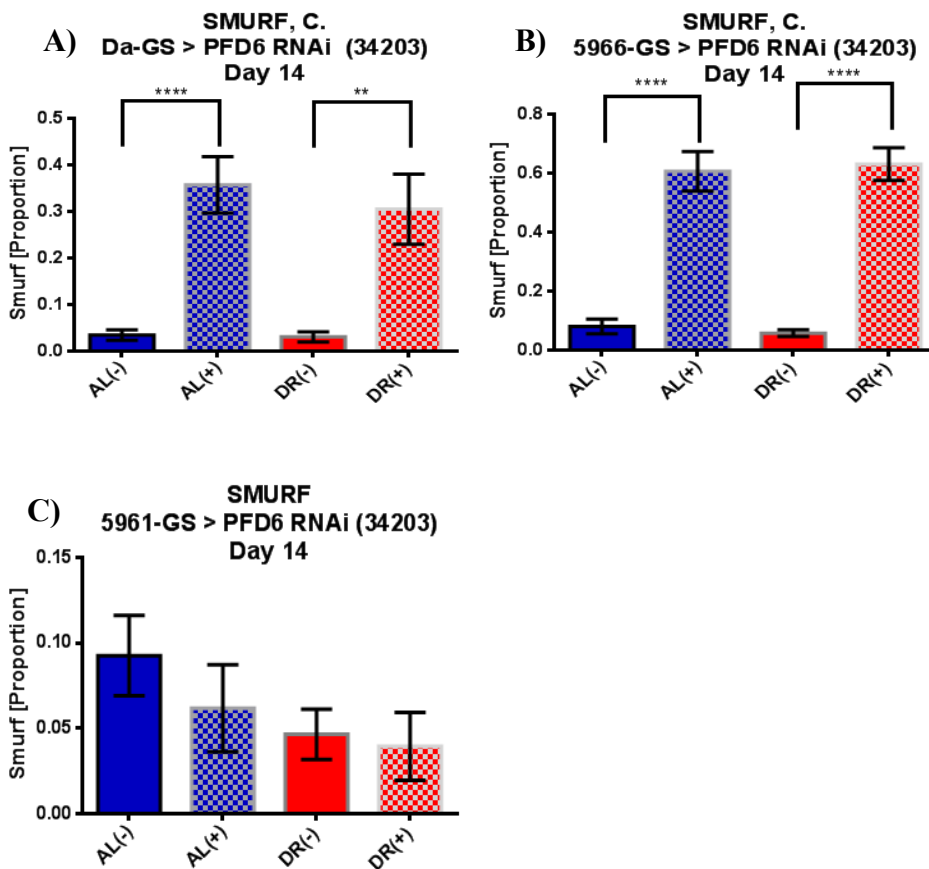 A)
SMURF, C.
Da-GS > PFD6 RNAi (34203)
Day 14
****
**
Smurf [Proportion]
0.5
0.4
0.3
0.2
0.1
0.0
AL(-)
AL(+)
DR(-)
DR(+)
B)
SMURF, C.
5966-GS > PFD6 RNAi (34203)
Day 14
****
****
Smurf [Proportion]
0.8
0.6
0.4
0.2
0.0
AL(-)
AL(+)
DR(-)
DR(+)
C)
SMURF
5961-GS > PFD6 RNAi (34203)
Day 14
Smurf [Proportion]
0.15
0.10
0.05
0.00
AL(-)
AL(+)
DR(-)
DR(+)